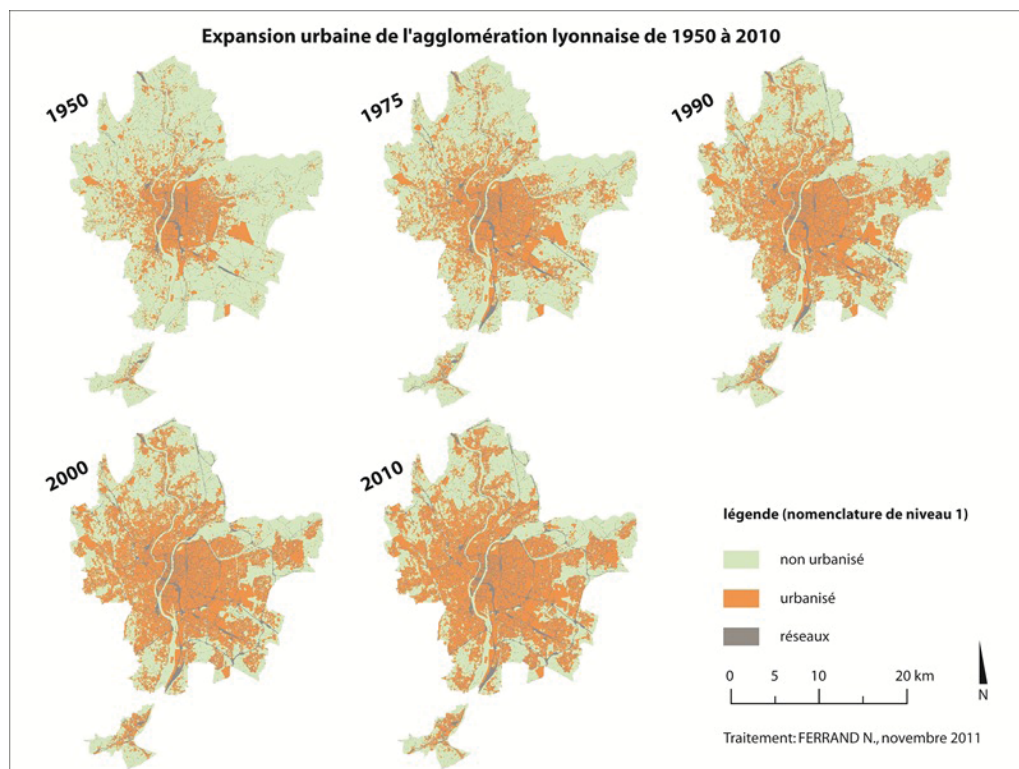 Expansion urbaine de l'agglomération lyonnaise de 1950 à 2010
1950
1975
1990
2000
2010
légende (nomenclature de niveau 1)
non urbanisé
urbanisé
réseaux
0 5 10 20 km
N
Traitement: FERRAND N., novembre 2011